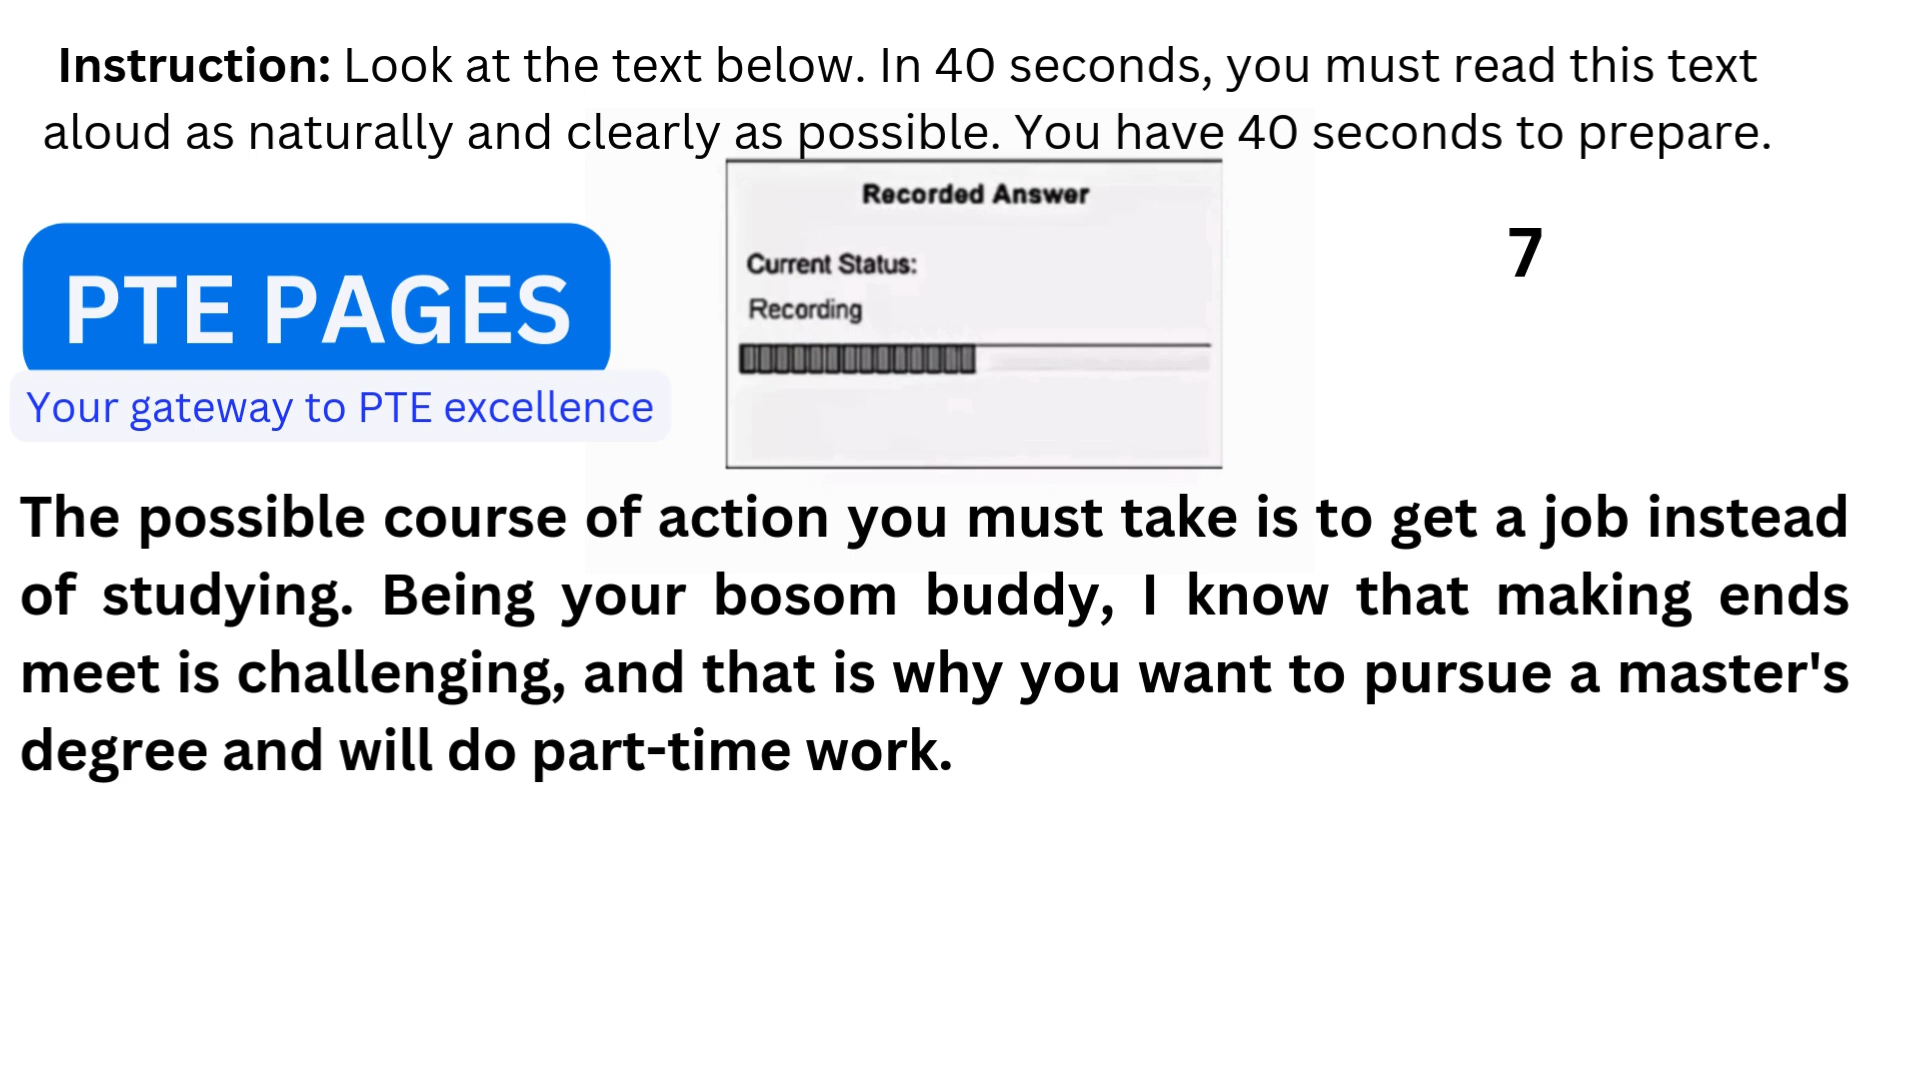 Instruction: Look at the text below. In 40 seconds, you must read this text
aloud as naturally and clearly as possible. You have 40 seconds to prepare.
Recorded Answer
7
Current Status:
Recording
PTE PAGES
Your gateway to PTE excellence
The possible course of action you must take is to get a job instead
of studying. Being your bosom buddy, I know that making ends
meet is challenging, and that is why you want to pursue a master's
degree and will do part-time work.